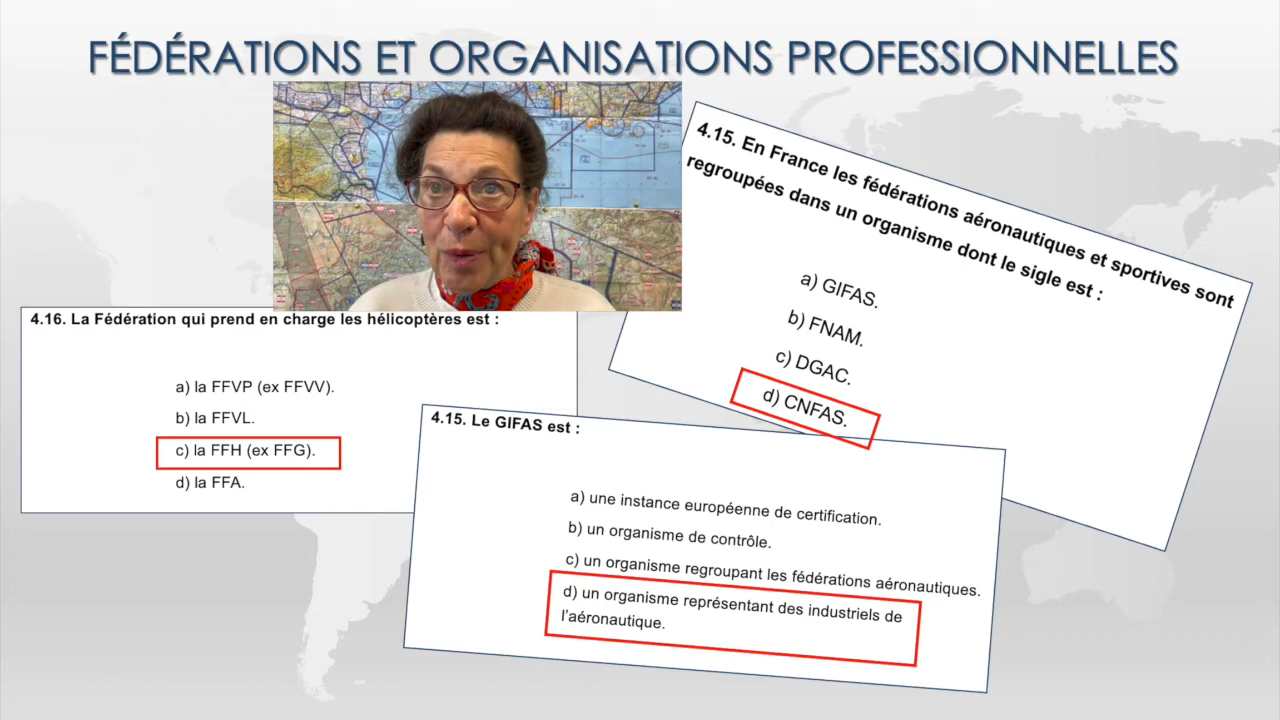 FÉDÉRATIONS ET ORGANISATIONS PROFESSIONNELLES
4.15. En France les fédérations aéronautiques et sportives sont
regroupées dans un organisme dont le sigle est :
a) GIFAS.
b) FNAM.
c) DGAC.
d) CNFAS.
4.16. La Fédération qui prend en charge les hélicoptères est :
a) la FFVP (ex FFVV).
b) la FFVL.
c) la FFH (ex FFG).
d) la FFA.
4.15. Le GIFAS est :
a) une instance européenne de certification.
b) un organisme de contrôle.
c) un organisme regroupant les fédérations aéronautiques.
d) un organisme représentant des industriels de
l'aéronautique.